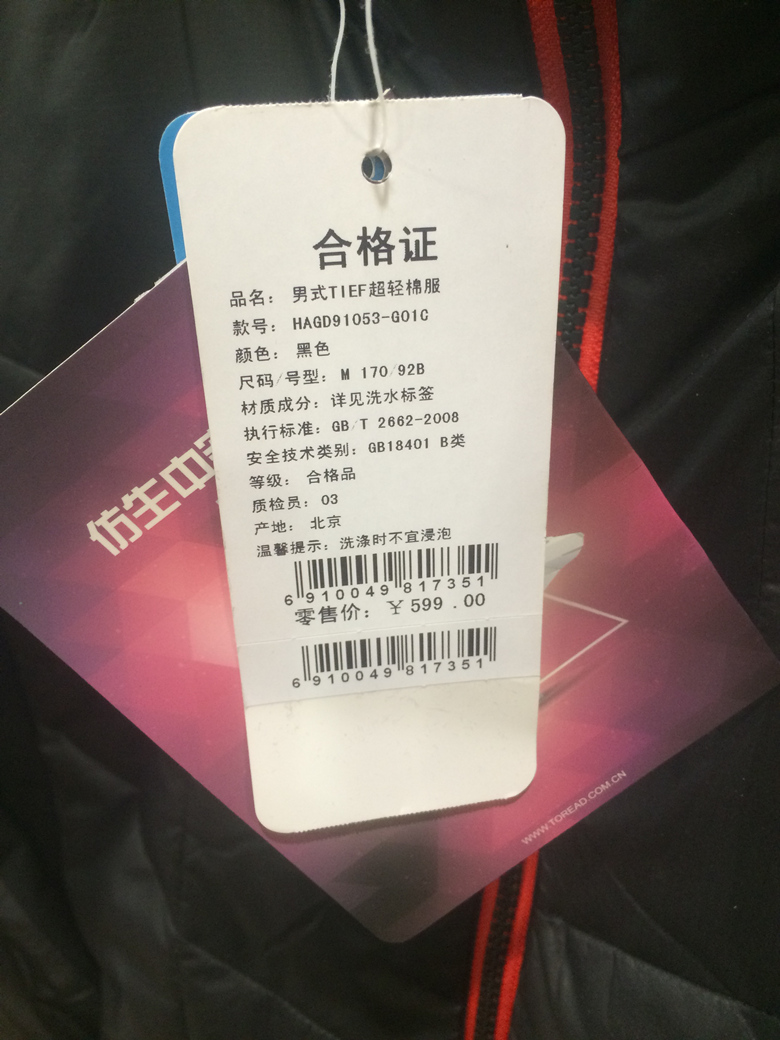 合格证
品名： 男式TIEF超轻棉服
款号： HAGD91053-G01C
颜色： 黑色
尺码/号型： M 170/92B
材质成分： 详见洗水标签
执行标准： GB/T 2662-2008
安全技术类别： GB18401 B类
等级： 合格品
质检员： 03
产地： 北京
温馨提示： 洗涤时不宜浸泡
6 910049 817351
零售价： ￥599.00
6 910049 817351
仿生中
WWW.TOREAD.COM.CN